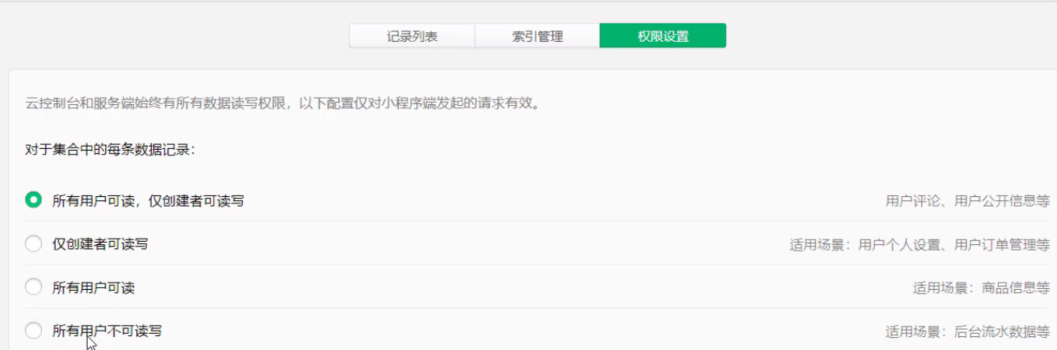 记录列表 索引管理 权限设置
云控制台和服务端始终有所有数据读写权限，以下配置仅对小程序端发起的请求有效。
对于集合中的每条数据记录：
所有用户可读，仅创建者可读写 用户评论、用户公开信息等
仅创建者可读写 适用场景：用户个人设置、用户订单管理等
所有用户可读 适用场景：商品信息等
所有用户不可读写 适用场景：后台流水数据等